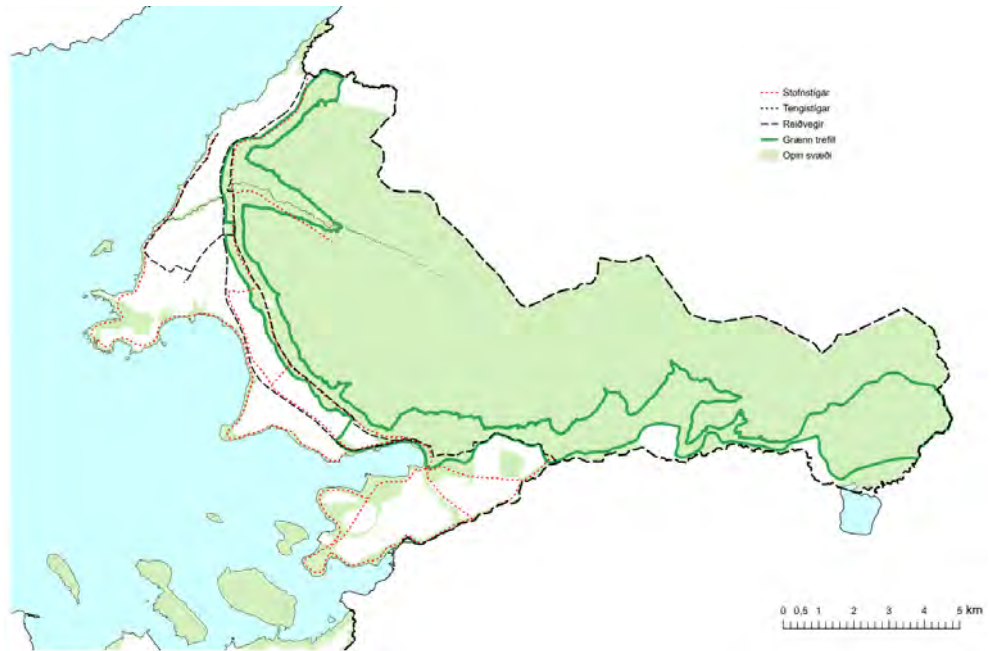 Stofnstígar
Tengistígar
Reiðvegir
Grænn trefill
Opin svæði
0 0,5 1 2 3 4 5 km